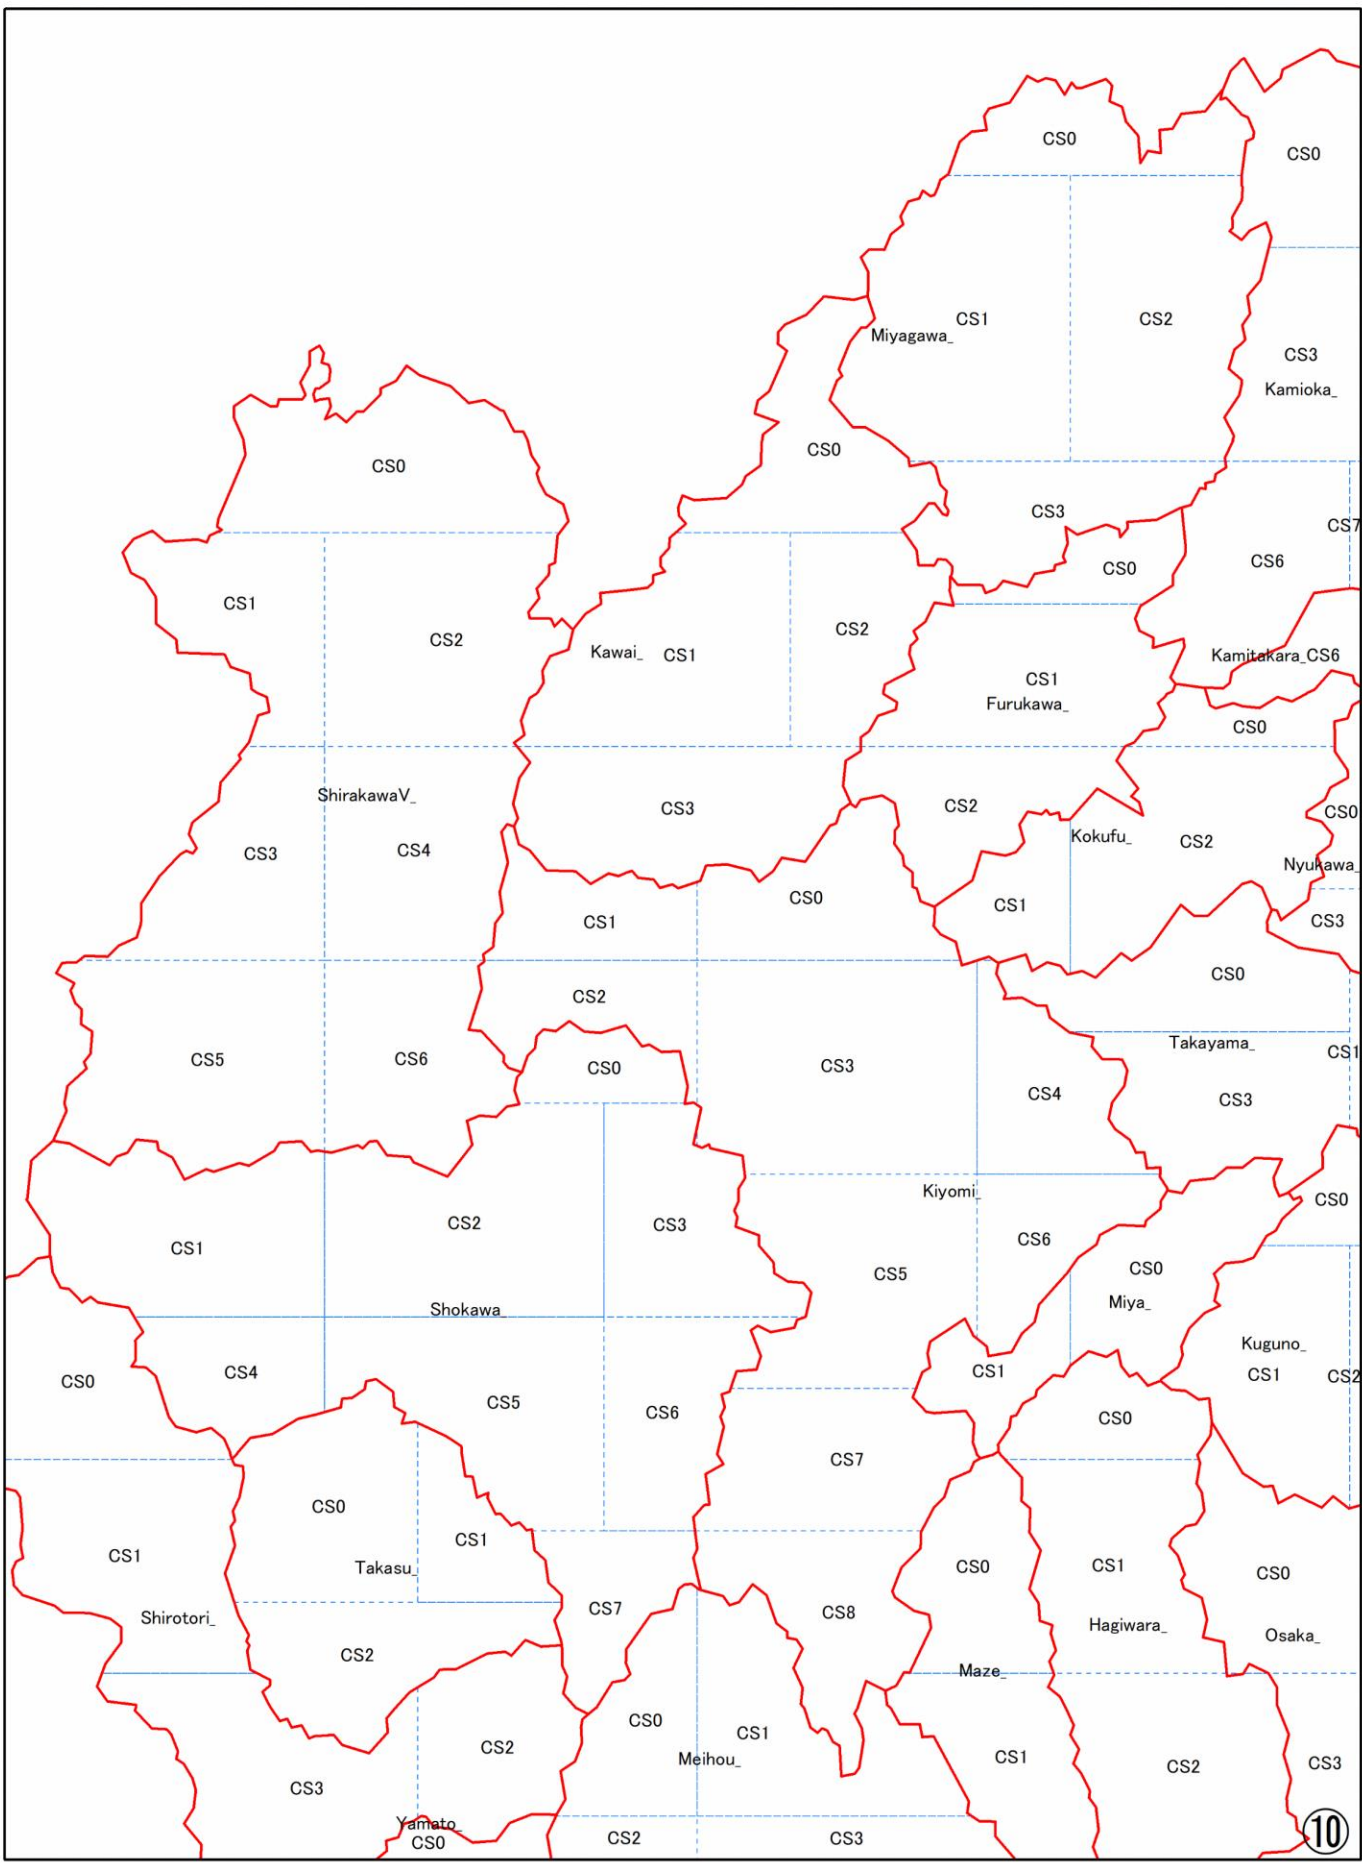 CS0
CS0
CS1
CS2
Miyagawa_
CS3
Kamioka_
CS0
CS0
CS3
CS7
CS6
CS0
CS1
CS2
CS2
Kawai_
CS1
Kamitakara_CS6
CS1
Furukawa_
CS0
ShirakawaV_
CS3
CS2
CS0
Kokufu_
CS2
CS3
CS4
Nyukawa_
CS0
CS1
CS1
CS3
CS0
CS2
CS5
CS6
CS0
CS3
Takayama_
CS1
CS4
CS3
Kiyomi_
CS0
CS2
CS3
CS6
CS1
CS5
CS0
Miya_
Shokawa_
Kuguno_
CS4
CS1
CS1
CS2
CS0
CS5
CS6
CS0
CS7
CS0
CS1
CS1
Takasu_
CS0
CS1
CS0
CS7
CS8
Shirotori_
Hagiwara_
Osaka_
CS2
Maze_
CS0
CS1
CS2
Meihou_
CS1
CS2
CS3
CS3
Yamato_
CS0
CS2
CS3
⑩